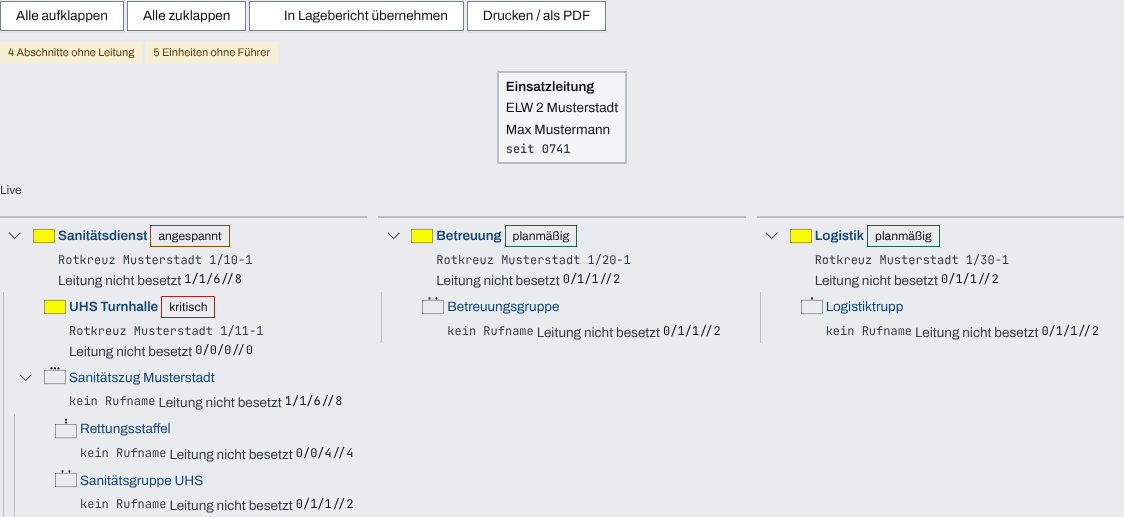 Alle aufklappen Alle zuklappen In Lagebericht übernehmen Drucken / als PDF
4 Abschnitte ohne Leitung 5 Einheiten ohne Führer
Einsatzleitung
ELW 2 Musterstadt
Max Mustermann
seit 0741
Live
Sanitätsdienst angespannt
Rotkreuz Musterstadt 1/10-1
Leitung nicht besetzt 1/1/6//8
UHS Turnhalle kritisch
Rotkreuz Musterstadt 1/11-1
Leitung nicht besetzt 0/0/0//0
Sanitätszug Musterstadt
kein Rufname Leitung nicht besetzt 1/1/6//8
Rettungsstaffel
kein Rufname Leitung nicht besetzt 0/0/4//4
Sanitätsgruppe UHS
kein Rufname Leitung nicht besetzt 0/1/1//2
Betreuung planmäßig
Rotkreuz Musterstadt 1/20-1
Leitung nicht besetzt 0/1/1//2
Betreuungsgruppe
kein Rufname Leitung nicht besetzt 0/1/1//2
Logistik planmäßig
Rotkreuz Musterstadt 1/30-1
Leitung nicht besetzt 0/1/1//2
Logistiktrupp
kein Rufname Leitung nicht besetzt 0/1/1//2